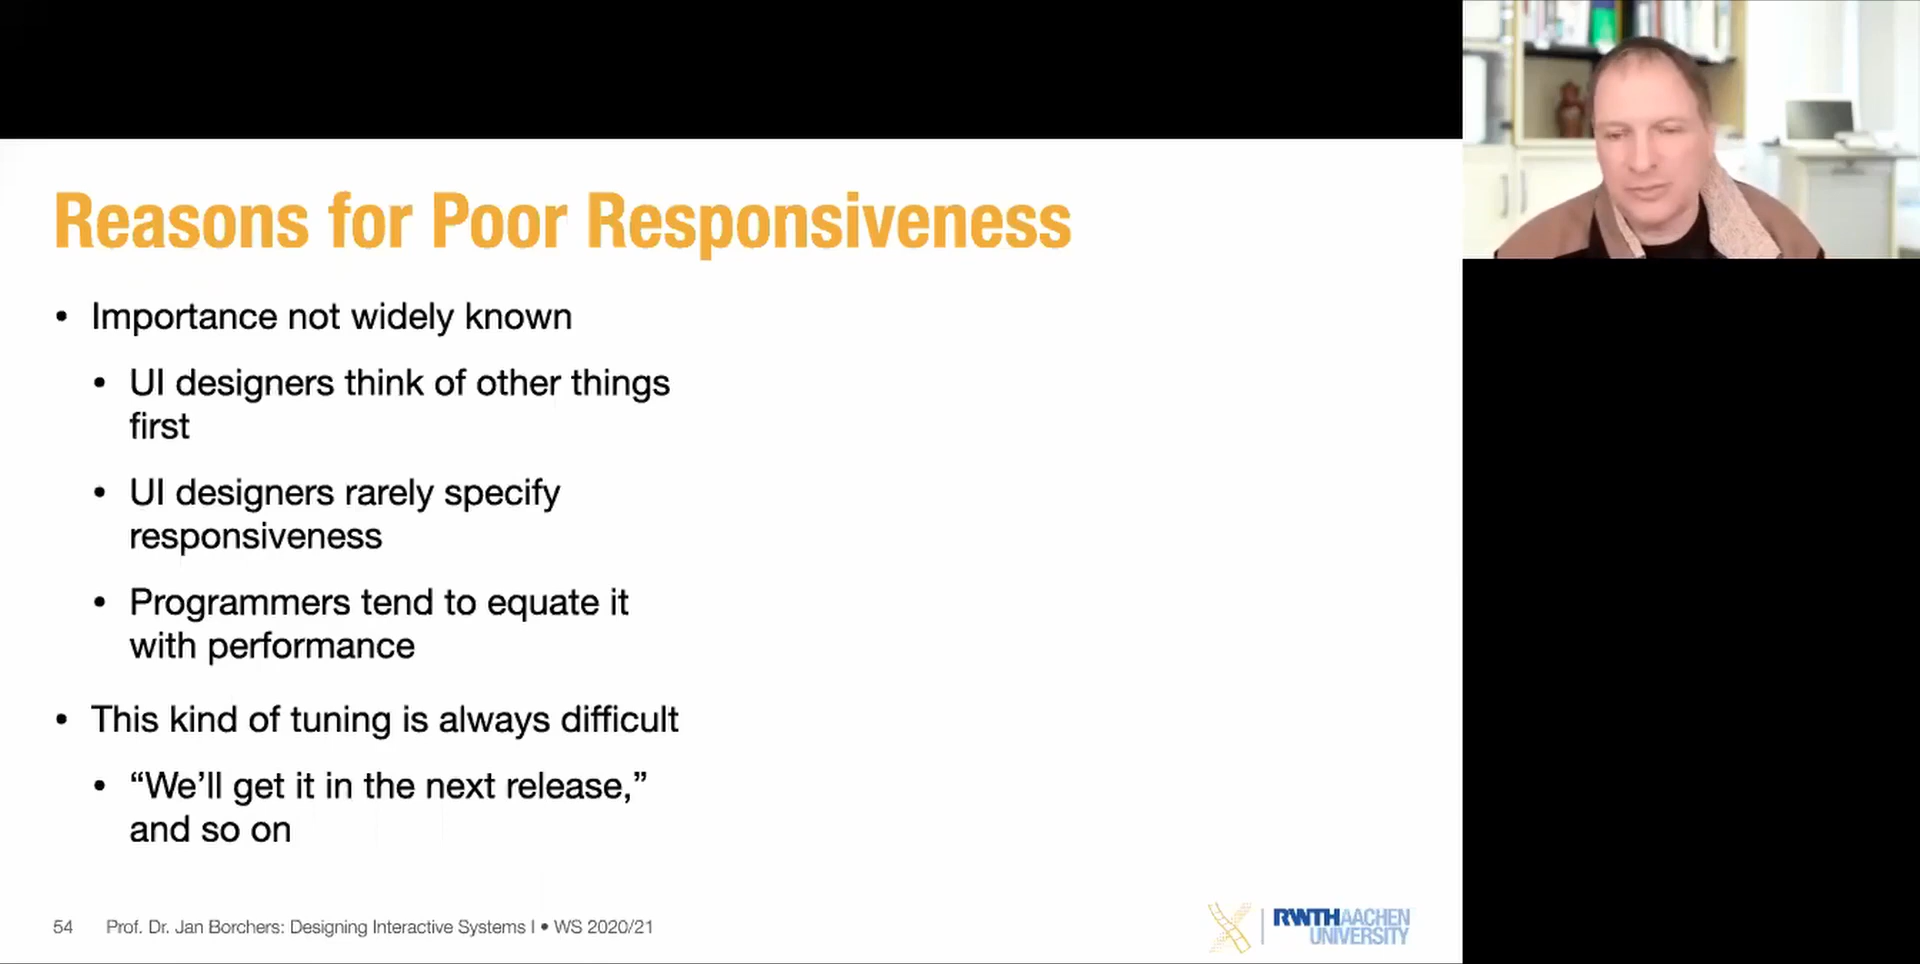 Reasons for Poor Responsiveness
• Importance not widely known
• UI designers think of other things
first
• UI designers rarely specify
responsiveness
• Programmers tend to equate it
with performance
• This kind of tuning is always difficult
• “We’ll get it in the next release,”
and so on
54 Prof. Dr. Jan Borchers: Designing Interactive Systems I • WS 2020/21
RWTHAACHEN
UNIVERSITY